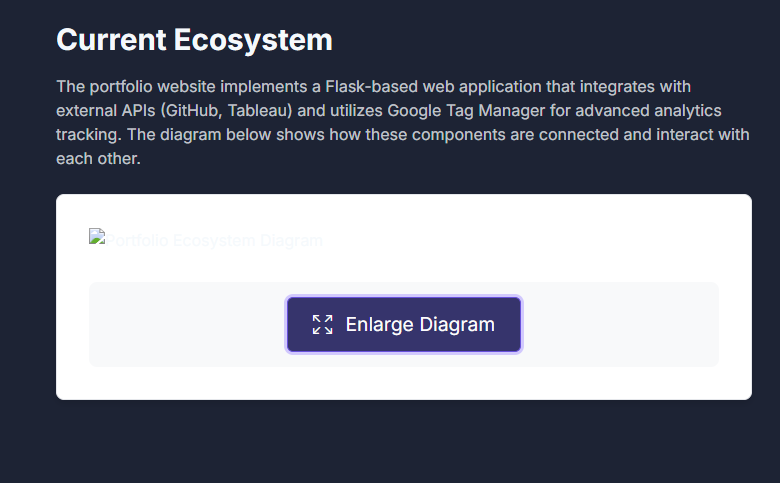 Current Ecosystem
The portfolio website implements a Flask-based web application that integrates with
external APIs (GitHub, Tableau) and utilizes Google Tag Manager for advanced analytics
tracking. The diagram below shows how these components are connected and interact with
each other.
Portfolio Ecosystem Diagram
Enlarge Diagram